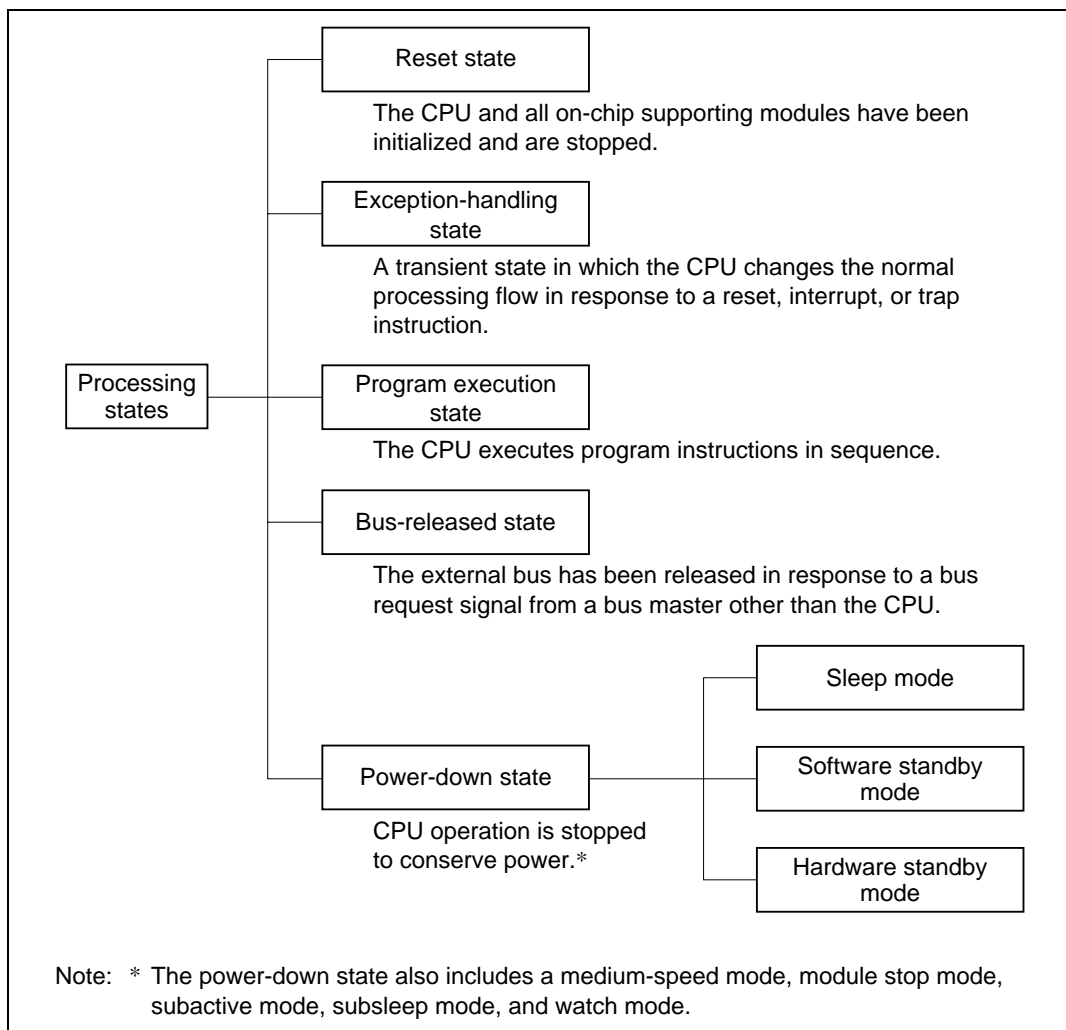 Reset state
The CPU and all on-chip supporting modules have been
initialized and are stopped.
Exception-handling
state
A transient state in which the CPU changes the normal
processing flow in response to a reset, interrupt, or trap
instruction.
Processing
states
Program execution
state
The CPU executes program instructions in sequence.
Bus-released state
The external bus has been released in response to a bus
request signal from a bus master other than the CPU.
Power-down state
CPU operation is stopped
to conserve power.*
Sleep mode
Software standby
mode
Hardware standby
mode
Note: * The power-down state also includes a medium-speed mode, module stop mode,
subactive mode, subsleep mode, and watch mode.